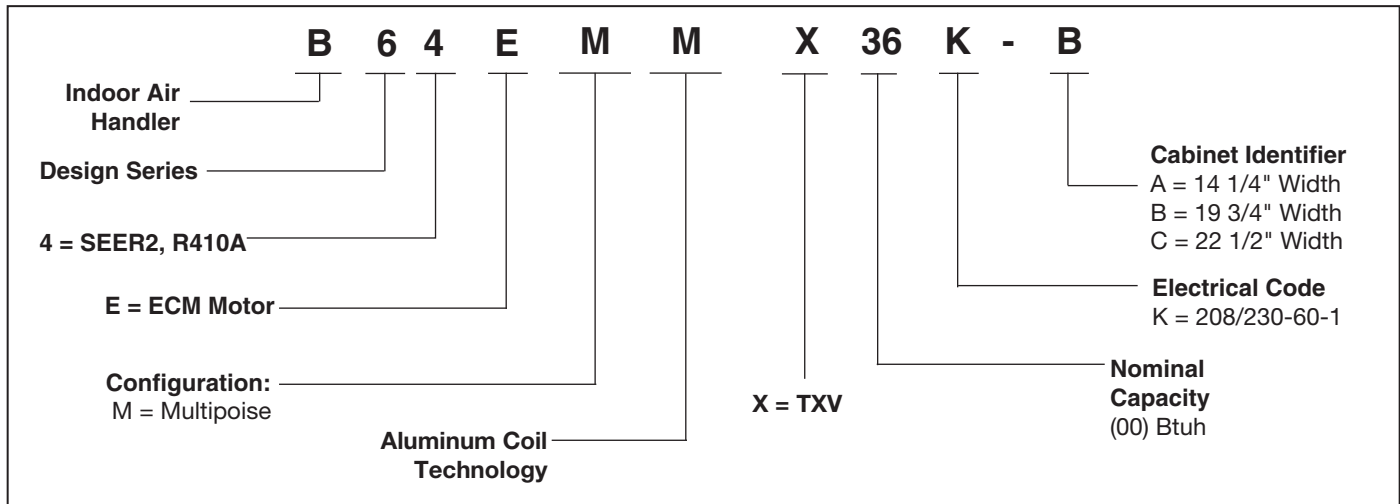 B 6 4 E M M X 36 K - B
Indoor Air
Handler
Design Series
4 = SEER2, R410A
E = ECM Motor
Configuration:
M = Multipoise
Aluminum Coil
Technology
X = TXV
Nominal
Capacity
(00) Btuh
Electrical Code
K = 208/230-60-1
Cabinet Identifier
A = 14 1/4" Width
B = 19 3/4" Width
C = 22 1/2" Width